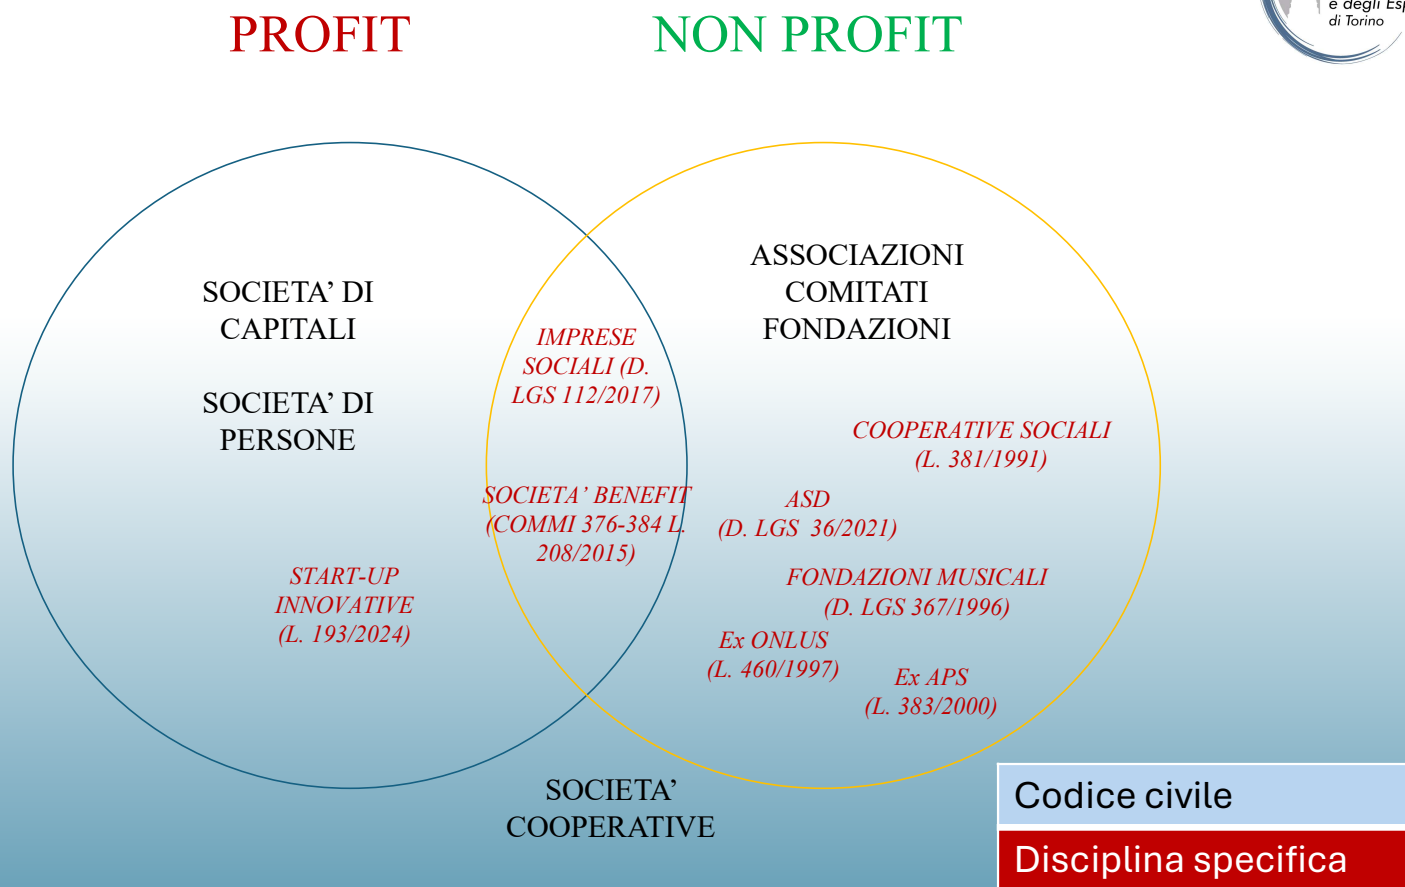 PROFIT
NON PROFIT
e degli Esp
di Torino
SOCIETA’ DI
CAPITALI
SOCIETA’ DI
PERSONE
START-UP
INNOVATIVE
(L. 193/2024)
IMPRESE
SOCIALI (D.
LGS 112/2017)
SOCIETA’ BENEFIT
(COMMI 376-384 L.
208/2015)
ASSOCIAZIONI
COMITATI
FONDAZIONI
COOPERATIVE SOCIALI
(L. 381/1991)
ASD
(D. LGS  36/2021)
FONDAZIONI MUSICALI
(D. LGS 367/1996)
Ex ONLUS
(L. 460/1997)
Ex APS
(L. 383/2000)
SOCIETA’
COOPERATIVE
Codice civile
Disciplina specifica